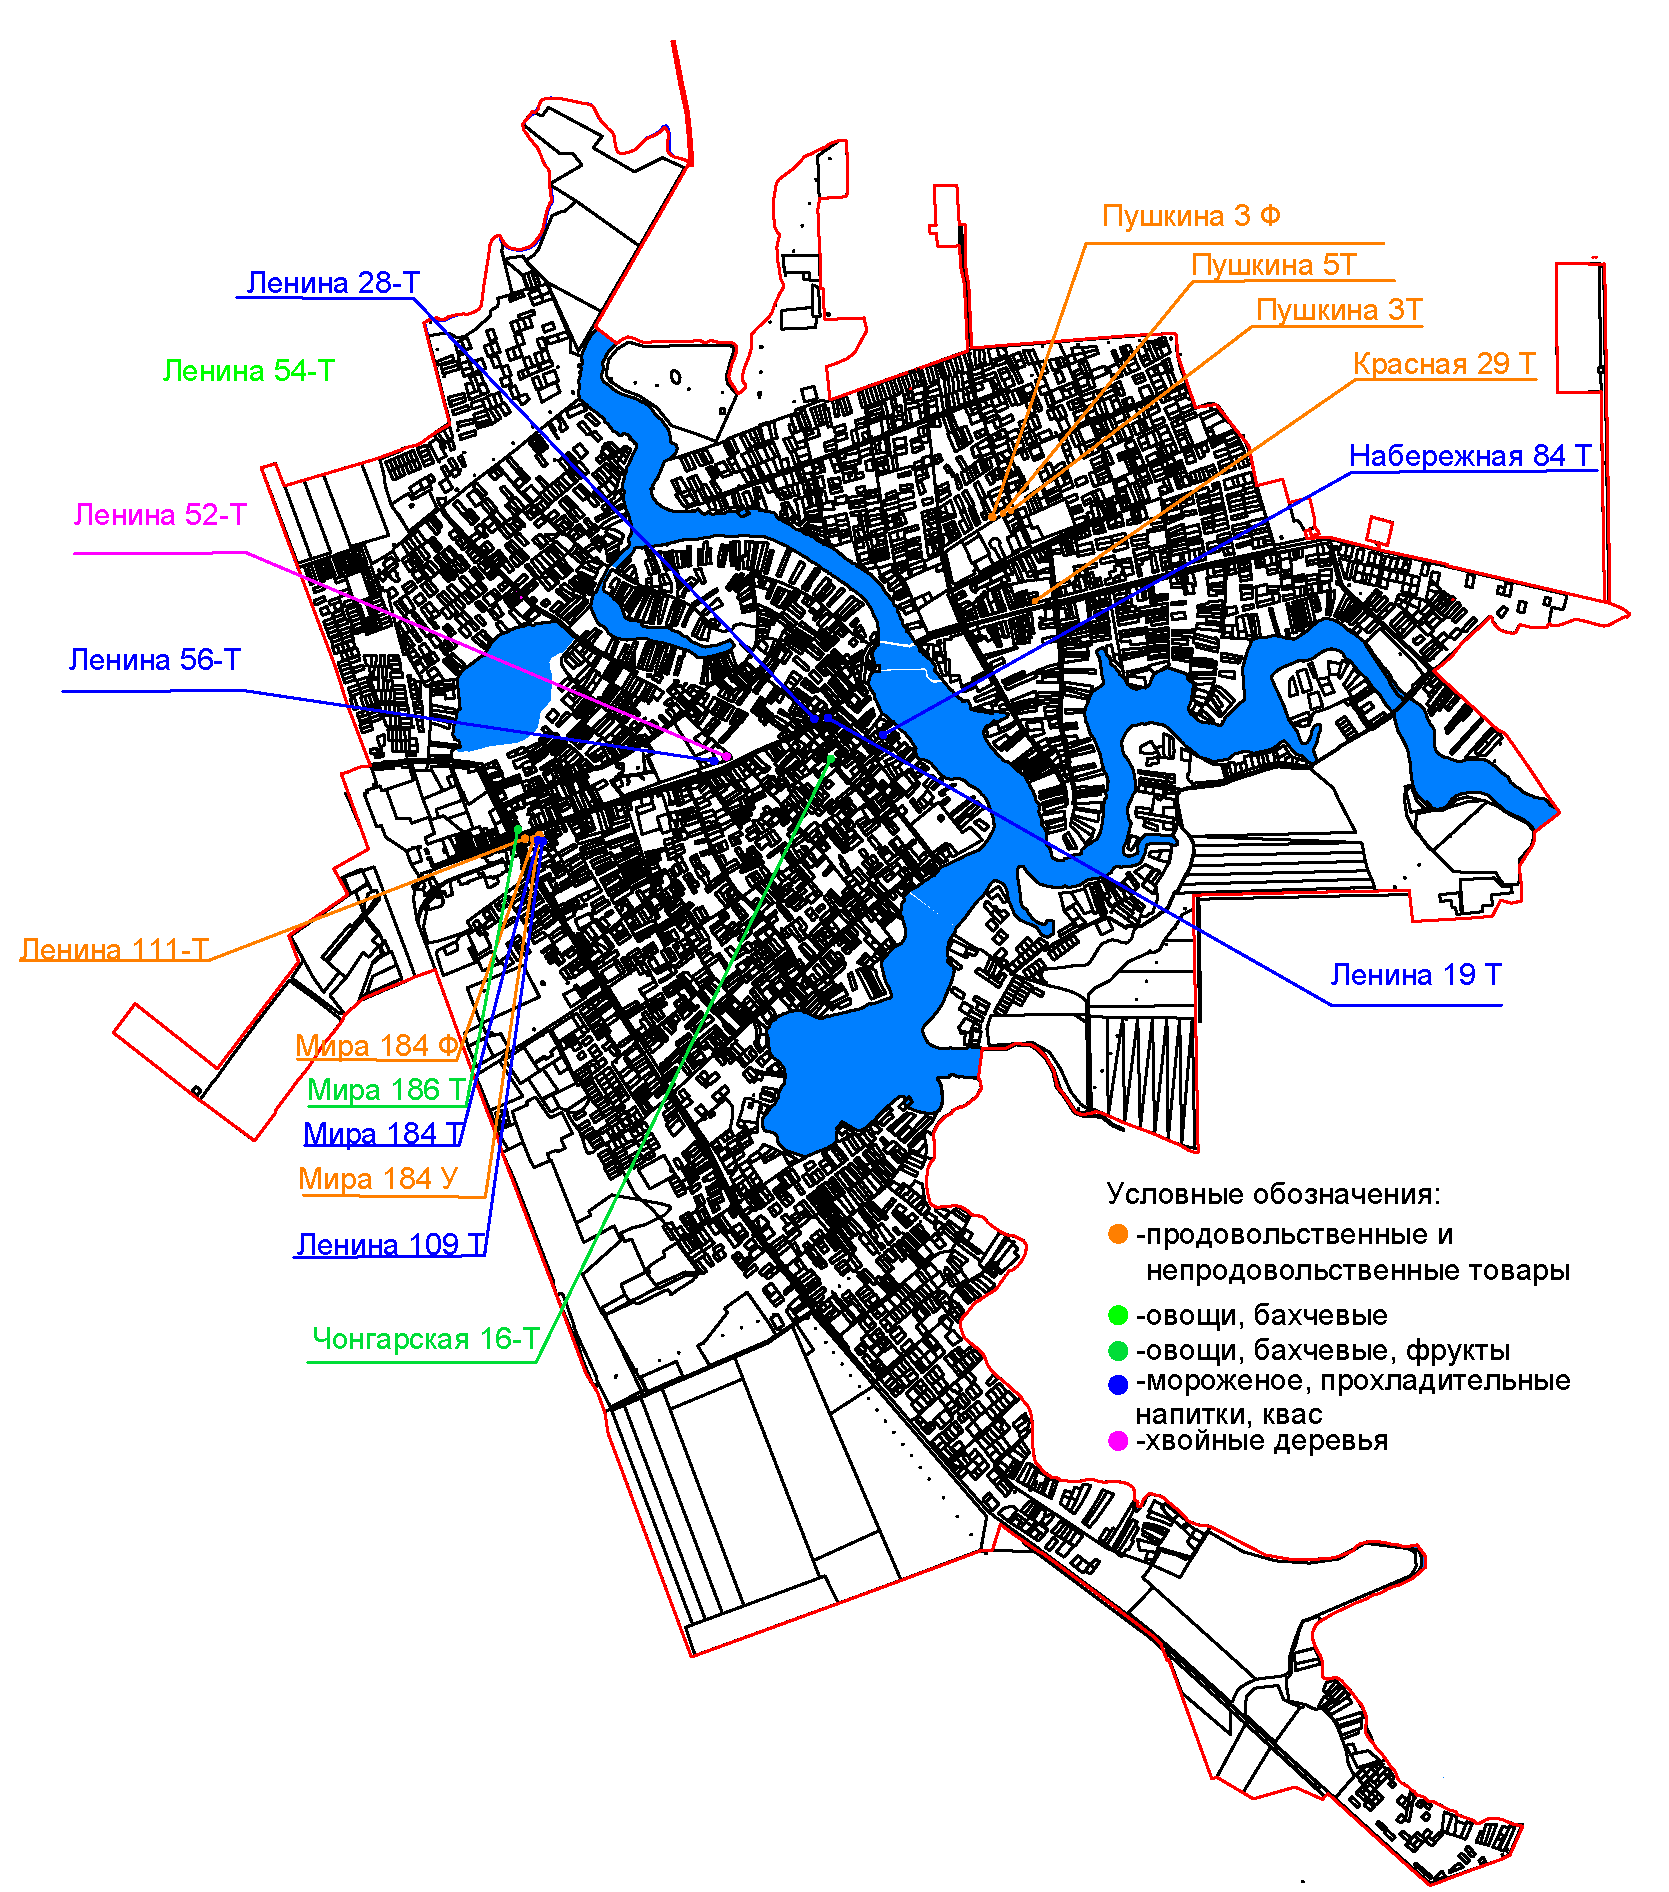 Пушкина 3 Ф
Пушкина 5Т
Ленина 28-Т
Пушкина 3Т
Ленина 54-Т
Красная 29 Т
Набережная 84 Т
Ленина 52-Т
Ленина 56-Т
Ленина 111-Т
Ленина 19 Т
Мира 184 Ф
Мира 186 Т
Мира 184 Т
Мира 184 У
Ленина 109 Т
Чонгарская 16-Т
Условные обозначения:
-продовольственные и
непродовольственные товары
-овощи, бахчевые
-овощи, бахчевые, фрукты
-мороженое, прохладительные
напитки, квас
-хвойные деревья